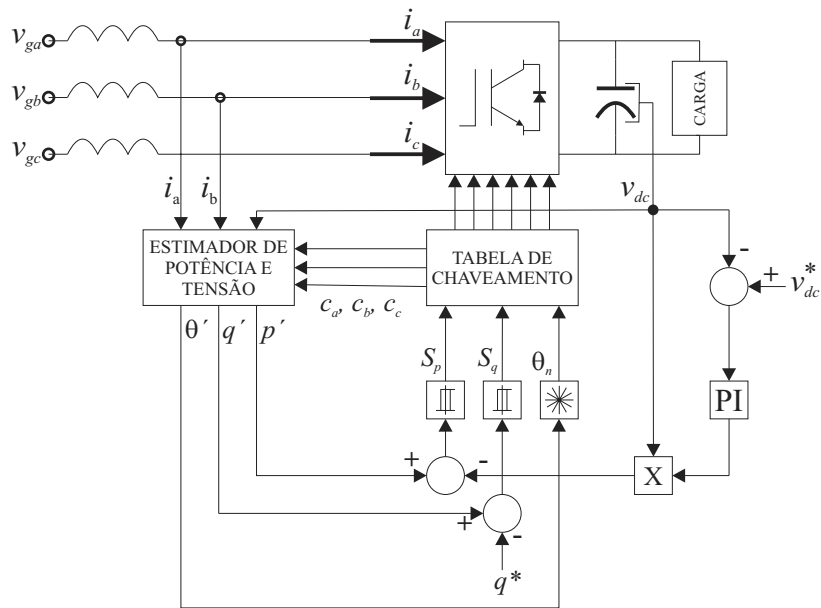 v_ga
i_a
v_gb
i_b
v_gc
i_c
CARGA
i_a
i_b
v_dc
ESTIMADOR DE
POTÊNCIA E
TENSÃO
TABELA DE
CHAVEAMENTO
-
+
v_dc*
c_a, c_b, c_c
θ´ q´ p´
S_p
S_q
θ_n
PI
+
-
X
+
-
q*